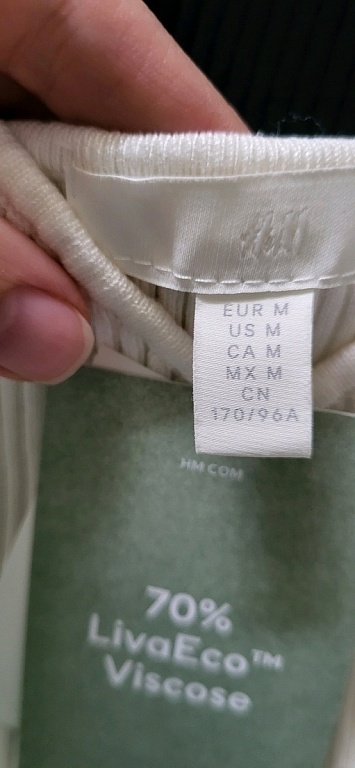 H&M
EUR M
US M
CA M
MX M
CN
170/96A
HM.COM
70%
LivaEco™
Viscose